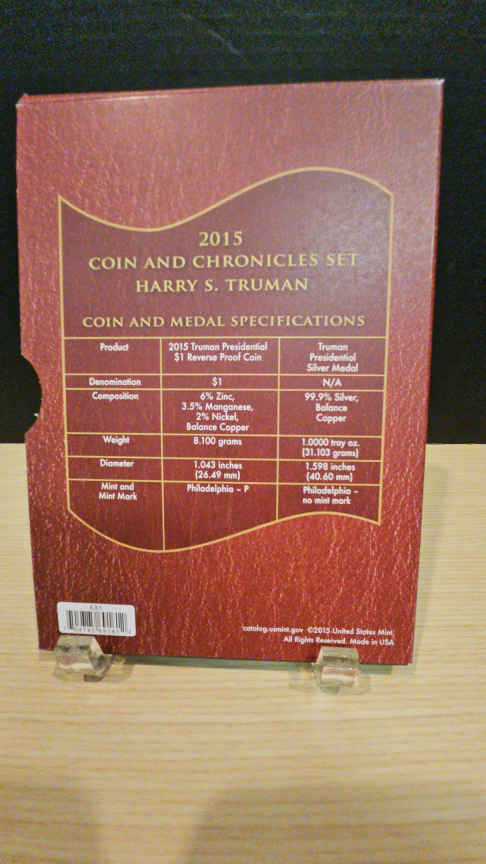 2015
COIN AND CHRONICLES SET
HARRY S. TRUMAN
COIN AND MEDAL SPECIFICATIONS
Product
2015 Truman Presidential
$1 Reverse Proof Coin
Truman
Presidential
Silver Medal
Denomination
$1
N/A
Composition
6% Zinc,
3.5% Manganese,
2% Nickel,
Balance Copper
99.9% Silver,
Balance
Copper
Weight
8.100 grams
1.0000 troy oz.
(31.103 grams)
Diameter
1.043 inches
(26.49 mm)
1.598 inches
(40.60 mm)
Mint and
Mint Mark
Philadelphia – P
Philadelphia –
no mint mark
catalog.usmint.gov ©2015 United States Mint,
All Rights Reserved. Made in USA